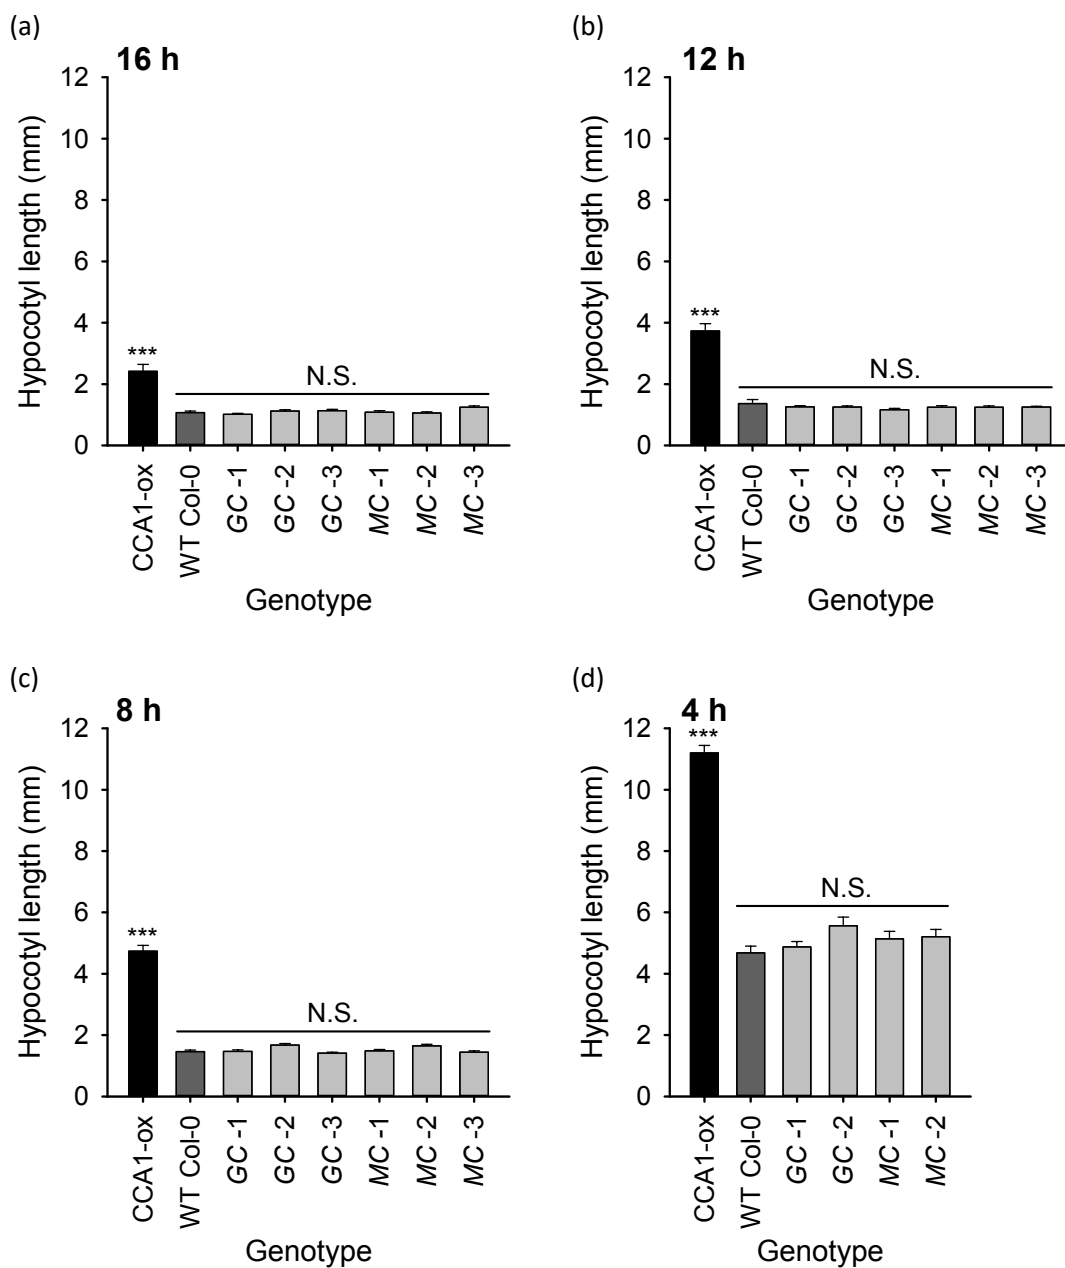 (a)
16 h
12
10
8
6
4
2
0
Hypocotyl length (mm)
***
N.S.
CCA1-ox
WT Col-0
GC -1
GC -2
GC -3
MC -1
MC -2
MC -3
Genotype
(b)
12 h
12
10
8
6
4
2
0
Hypocotyl length (mm)
***
N.S.
CCA1-ox
WT Col-0
GC -1
GC -2
GC -3
MC -1
MC -2
MC -3
Genotype
(c)
8 h
12
10
8
6
4
2
0
Hypocotyl length (mm)
***
N.S.
CCA1-ox
WT Col-0
GC -1
GC -2
GC -3
MC -1
MC -2
MC -3
Genotype
(d)
4 h
12
10
8
6
4
2
0
Hypocotyl length (mm)
***
N.S.
CCA1-ox
WT Col-0
GC -1
GC -2
MC -1
MC -2
Genotype